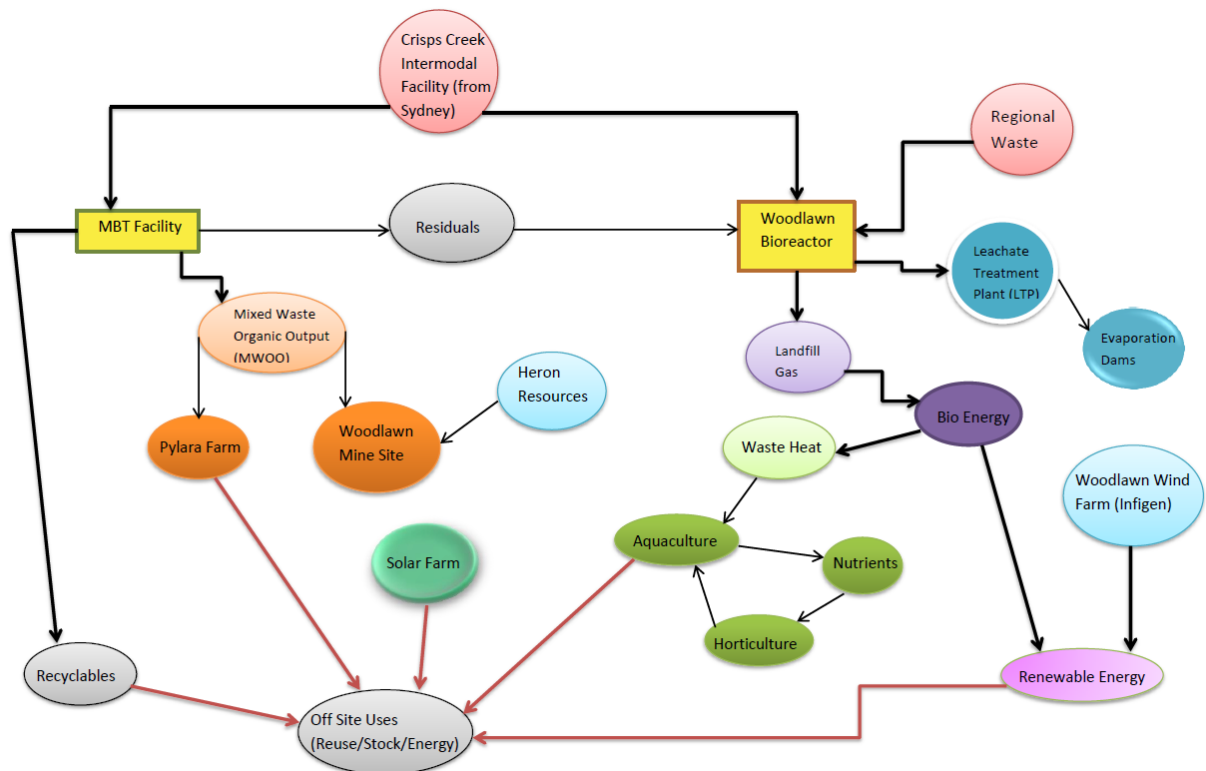 Crisps Creek
Intermodal
Facility (from
Sydney)
Regional
Waste
MBT Facility
Residuals
Woodlawn
Bioreactor
Leachate
Treatment
Plant (LTP)
Mixed Waste
Organic Output
(MWOO)
Landfill
Gas
Evaporation
Dams
Heron
Resources
Bio Energy
Pylara Farm
Woodlawn
Mine Site
Waste Heat
Woodlawn Wind
Farm (Infigen)
Aquaculture
Solar Farm
Nutrients
Horticulture
Recyclables
Renewable Energy
Off Site Uses
(Reuse/Stock/Energy)